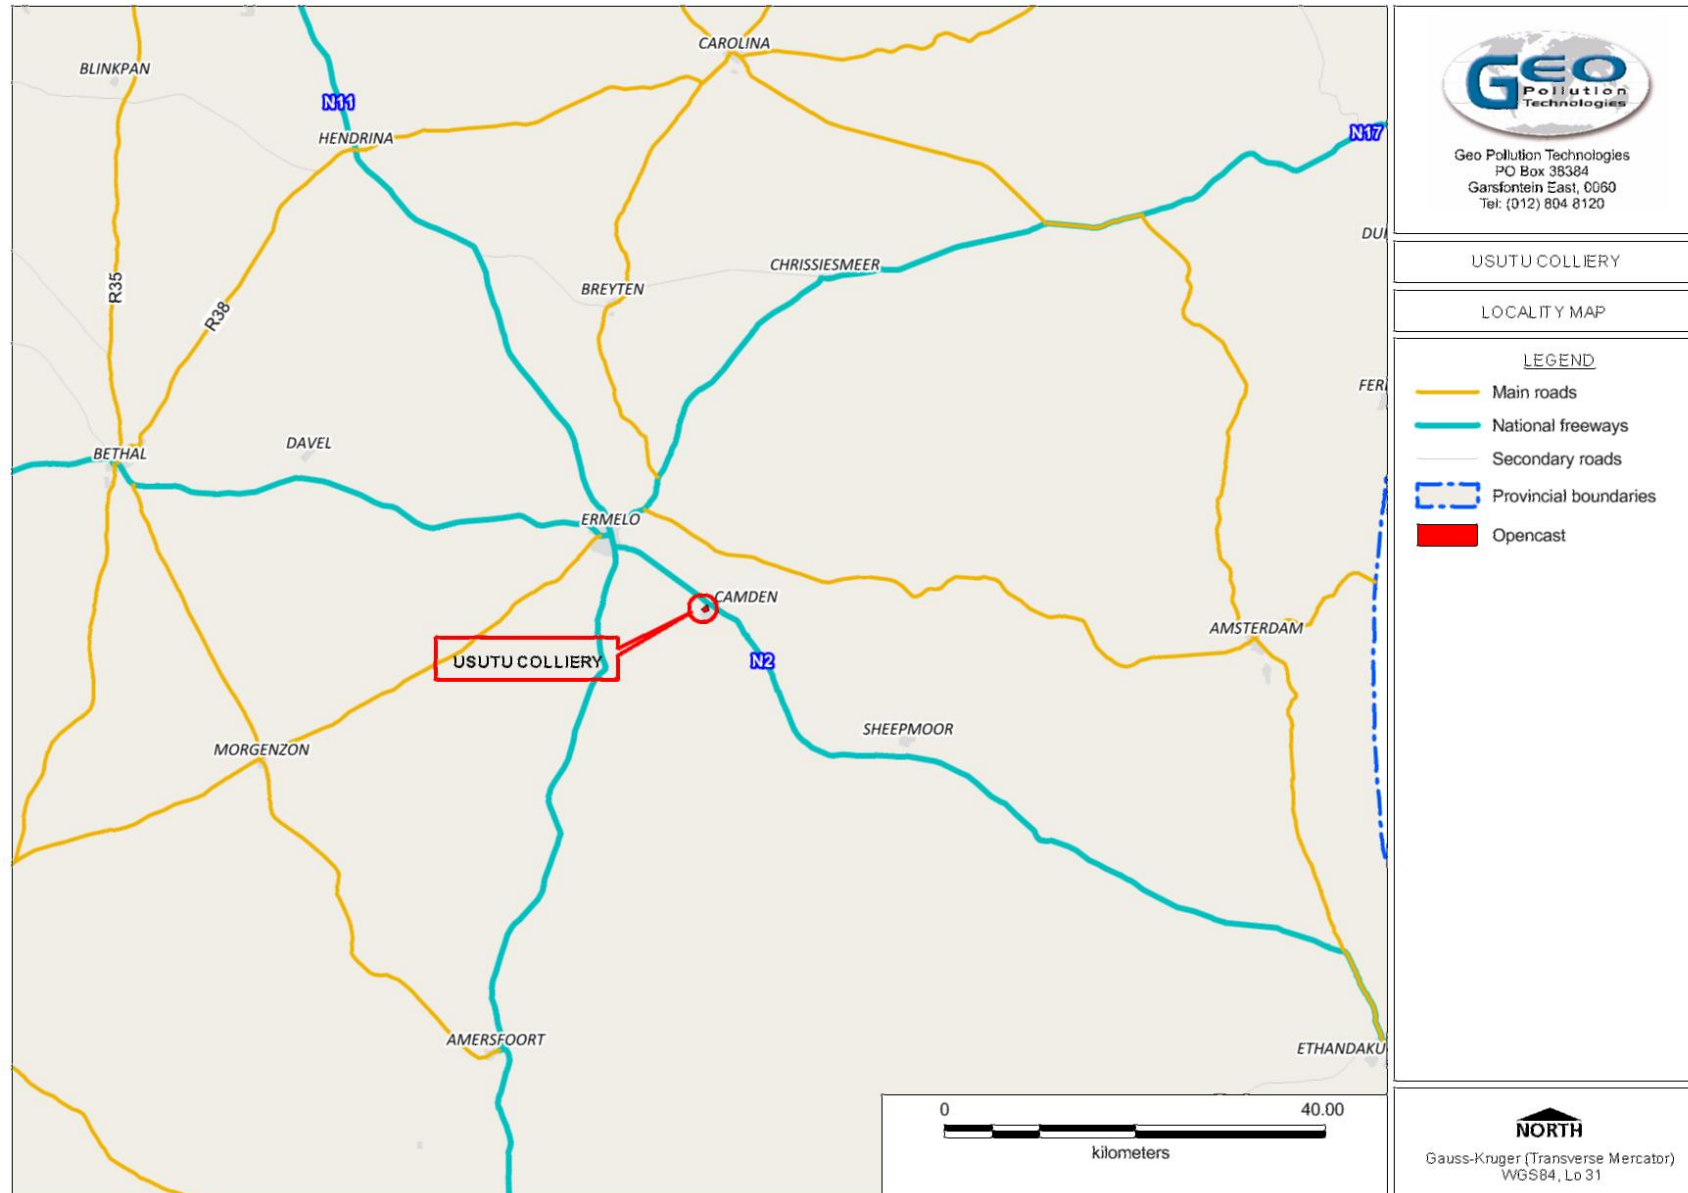 CAROLINA
BLINKPAN
N11
HENDRINA
N17
DU
CHRISSIESMEER
BREYTEN
R35
R38
FER
DAVEL
BETHAL
ERMELO
CAMDEN
AMSTERDAM
USUTU COLLIERY
N2
SHEEPMOOR
MORGENZON
AMERSFOORT
ETHANDAKU
0 40.00
kilometers
GEO
Pollution
Technologies
Geo Pollution Technologies
PO Box 38384
Garsfontein East, 0060
Tel: (012) 804 8120
USUTU COLLIERY
LOCALITY MAP
LEGEND
Main roads
National freeways
Secondary roads
Provincial boundaries
Opencast
NORTH
Gauss-Kruger (Transverse Mercator)
WGS84, Lo 31